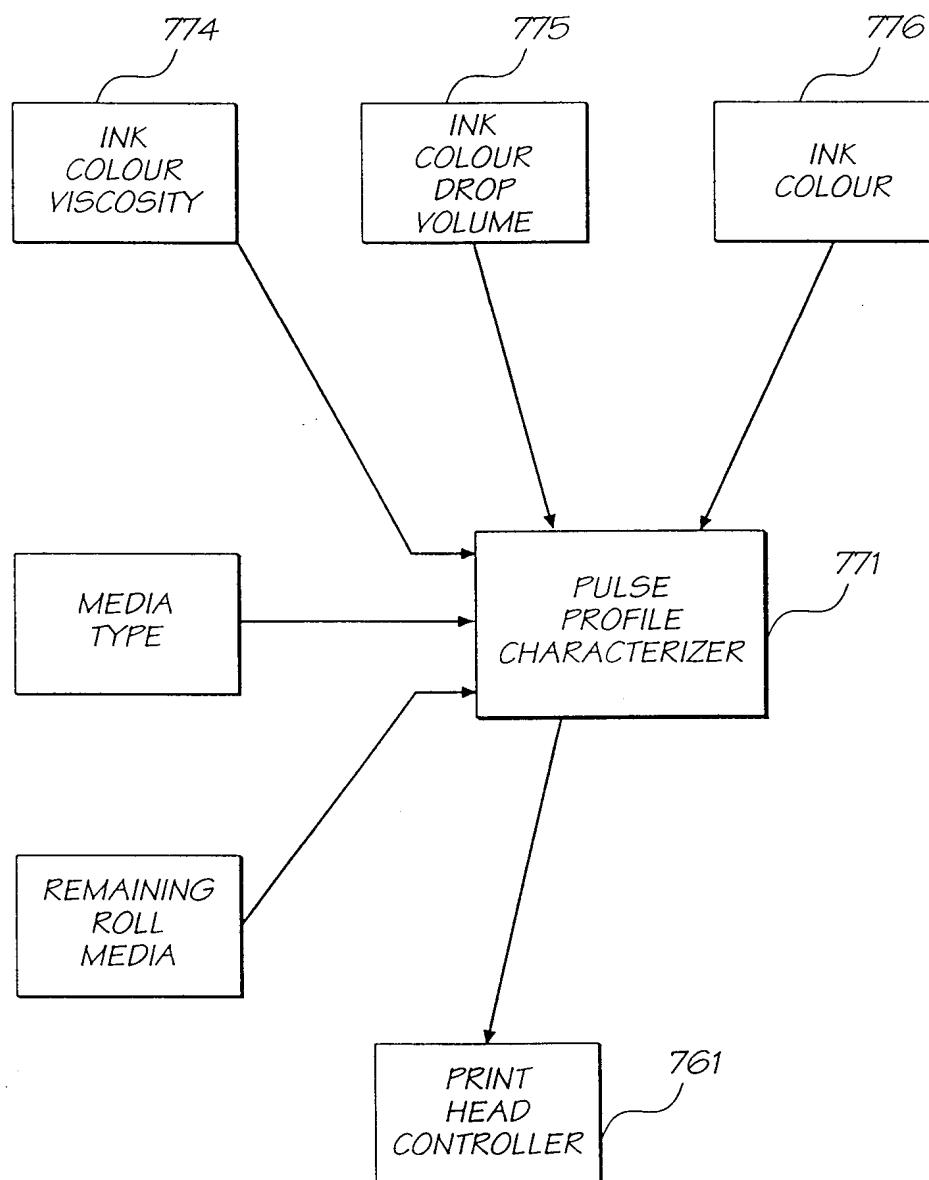 774
775
776
INK
COLOUR
VISCOSITY
INK
COLOUR
DROP
VOLUME
INK
COLOUR
MEDIA
TYPE
PULSE
PROFILE
CHARACTERIZER
771
REMAINING
ROLL
MEDIA
PRINT
HEAD
CONTROLLER
761